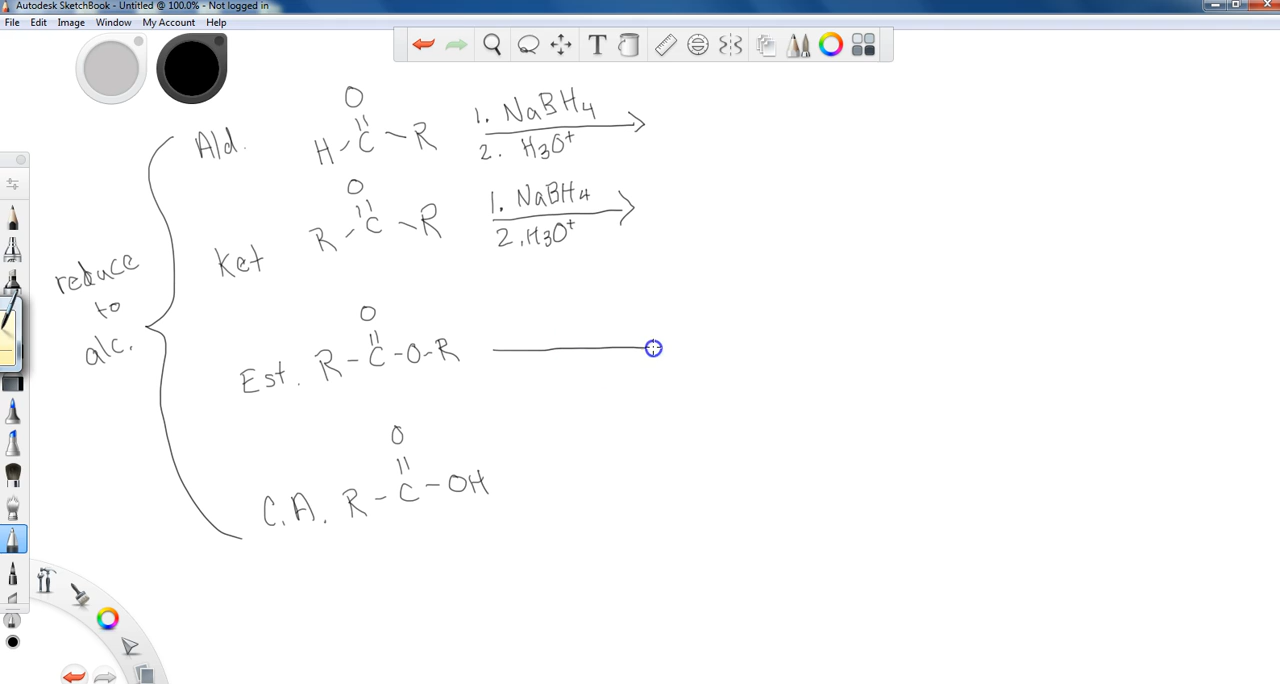 Autodesk SketchBook - Untitled @ 100.0% - Not logged in
File Edit Image Window My Account Help
T
O
Ald. H C R 1. NaBH4
2. H3O+
O
Ket R C R 1. NaBH4
2. H3O+
reduce
to
alc.
O
Est. R - C - O - R
O
C.A. R - C - OH